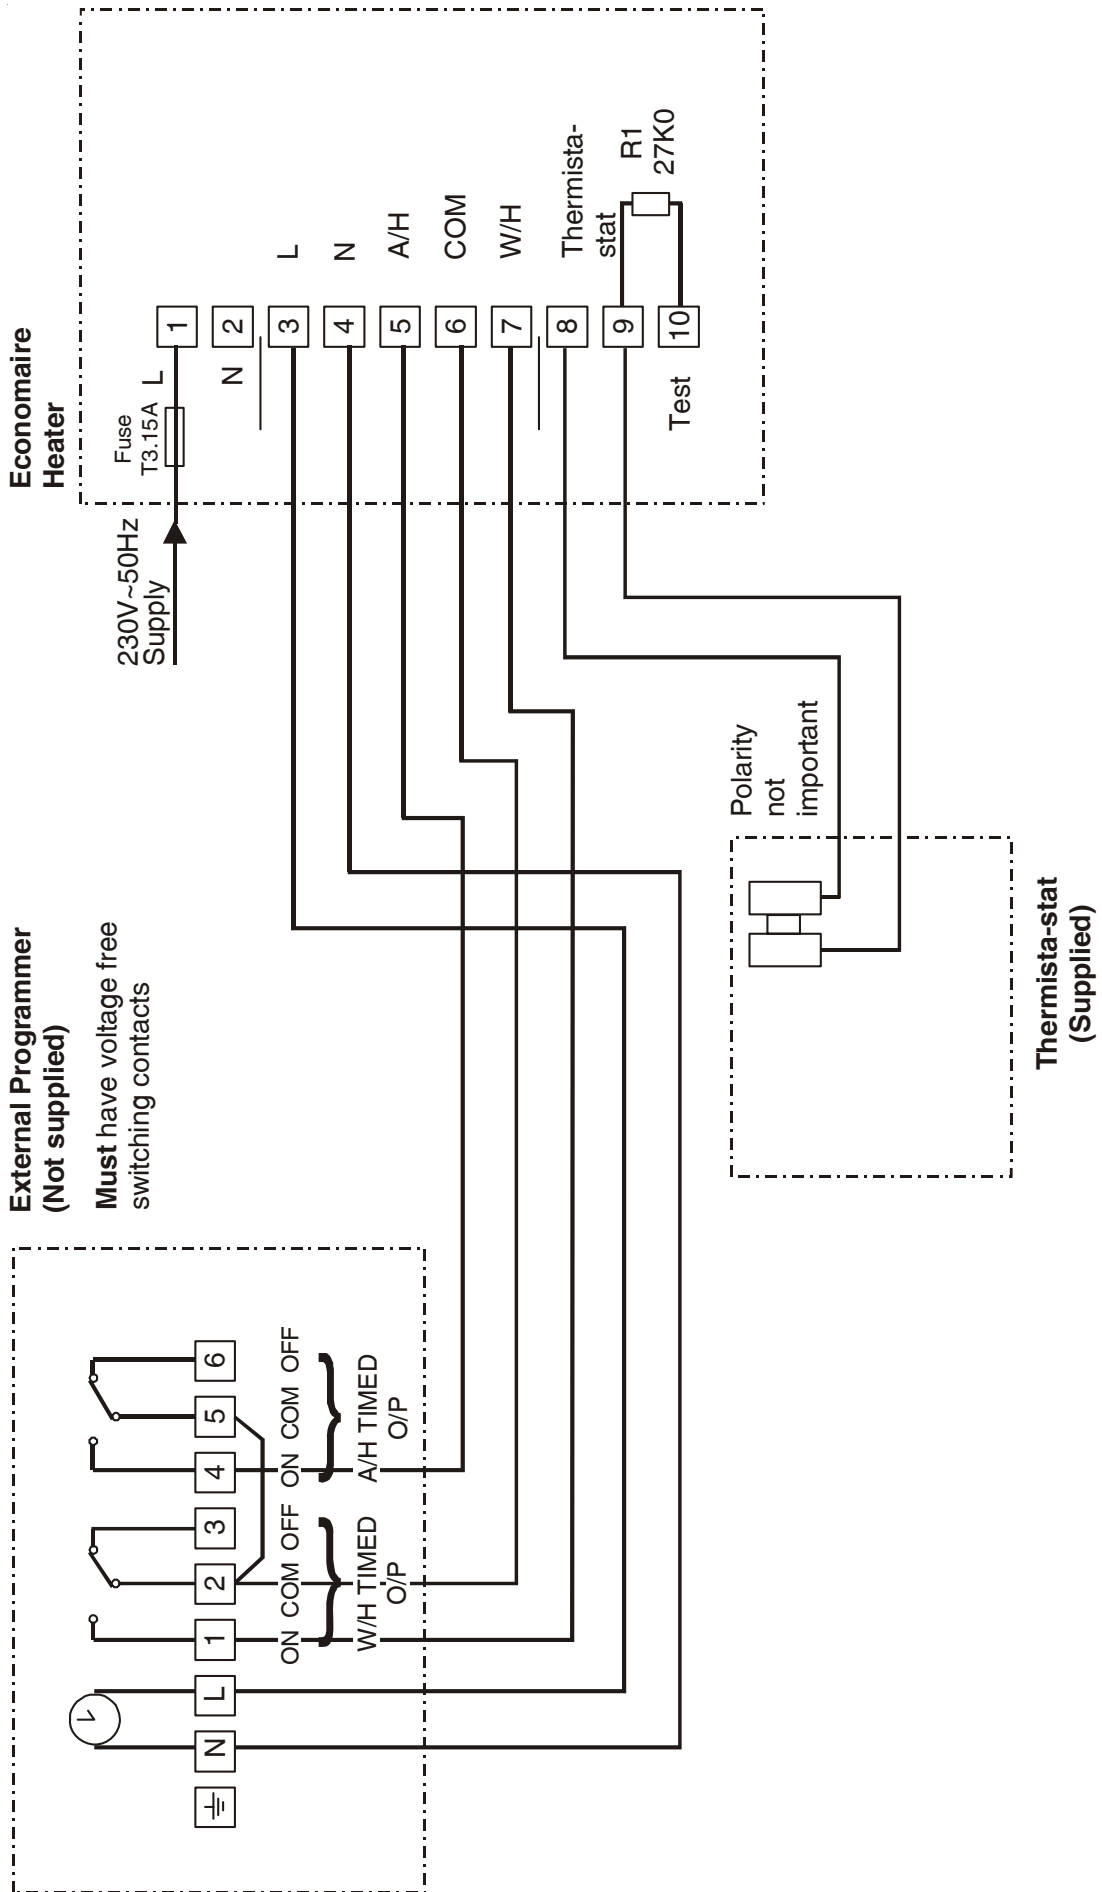 External Programmer
(Not supplied)
Must have voltage free
switching contacts
N
L
1
2
3
4
5
6
ON COM OFF
ON COM OFF
W/H TIMED
O/P
A/H TIMED
O/P
Economaire
Heater
230V~50Hz
Supply
Fuse
T3.15A
L
N
1
2
3
4
5
6
7
8
9
10
L
N
A/H
COM
W/H
Thermista-
stat
Test
R1
27K0
Polarity
not
important
Thermista-stat
(Supplied)